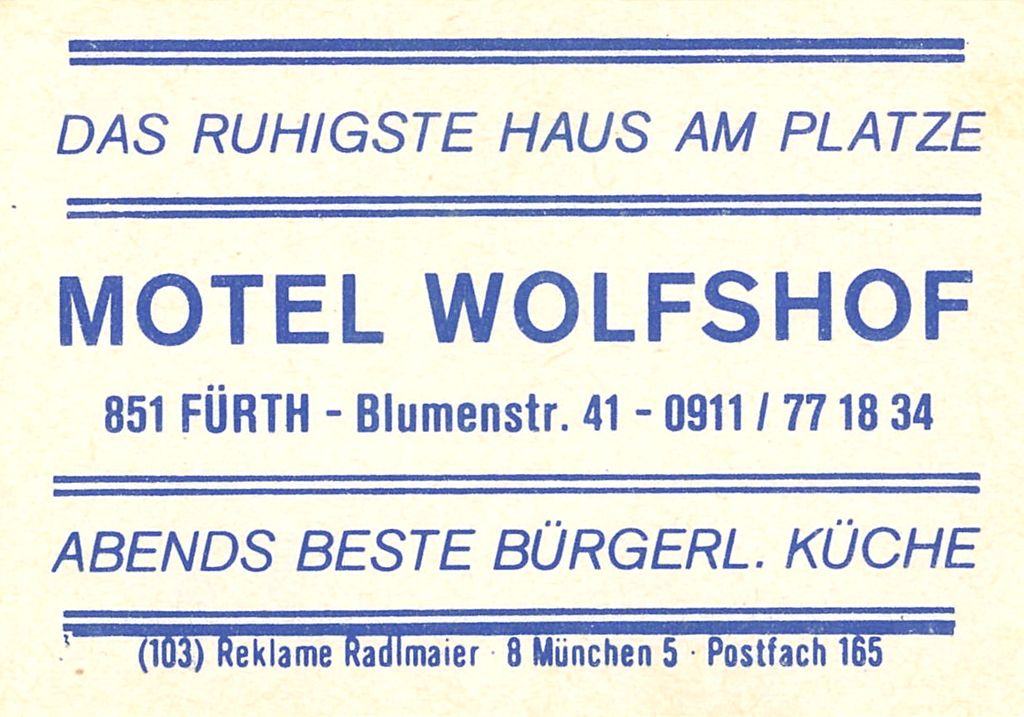 DAS RUHIGSTE HAUS AM PLATZE
MOTEL WOLFSHOF
851 FÜRTH - Blumenstr. 41 - 0911 / 77 18 34
ABENDS BESTE BÜRGERL. KÜCHE
(103) Reklame Radlmaier · 8 München 5 · Postfach 165